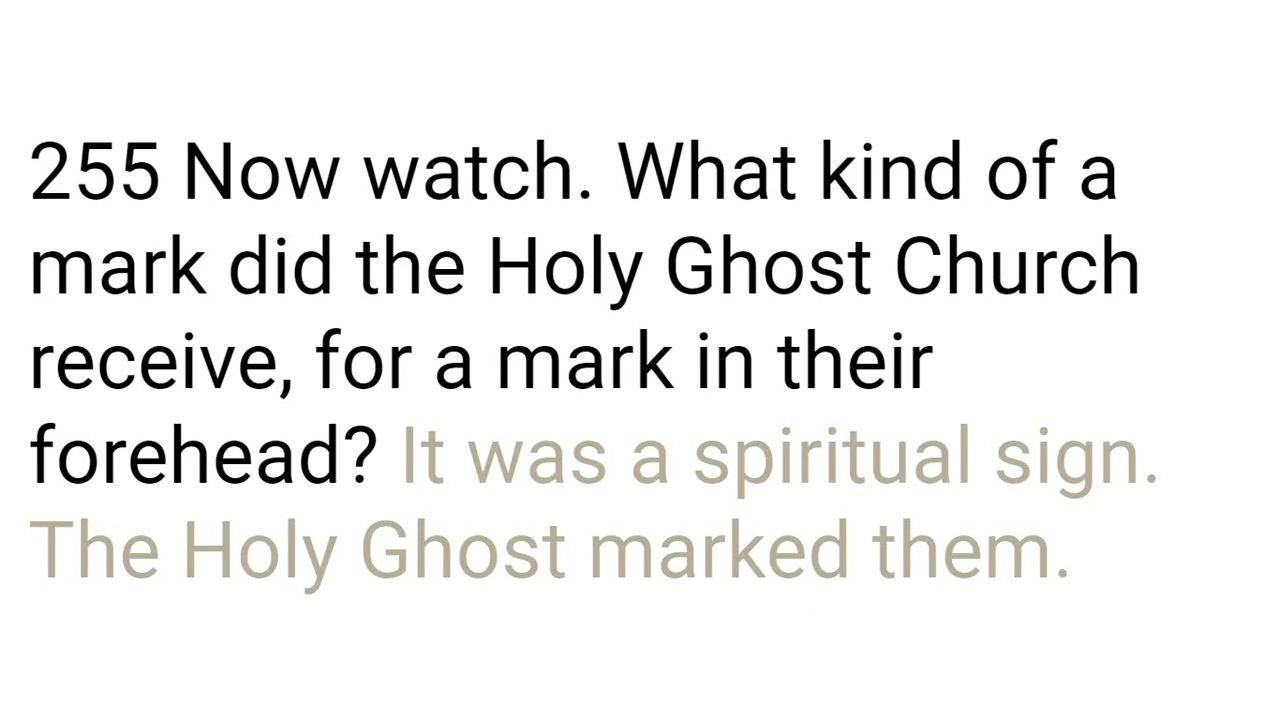 255 Now watch. What kind of a
mark did the Holy Ghost Church
receive, for a mark in their
forehead? It was a spiritual sign.
The Holy Ghost marked them.